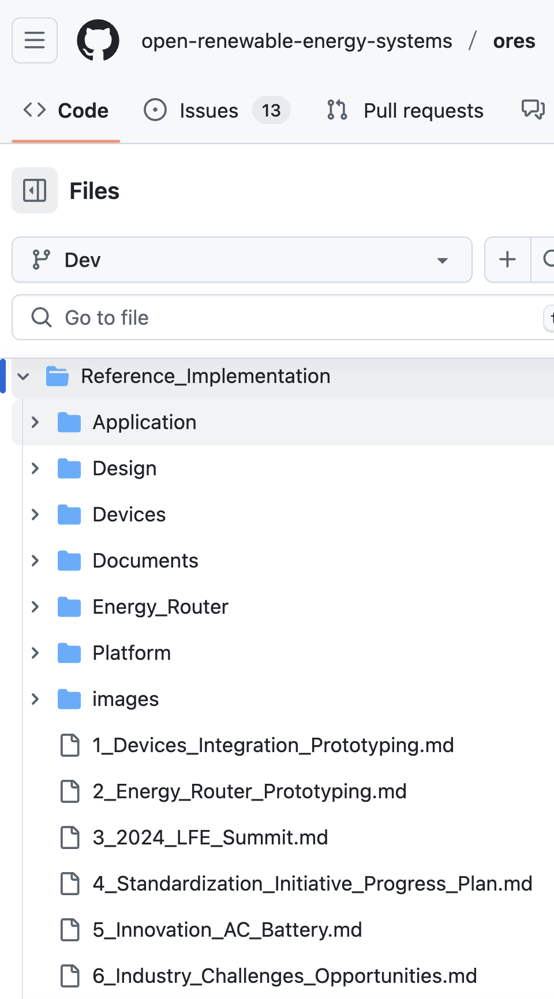 open-renewable-energy-systems / ores
Code Issues 13 Pull requests
Files
Dev
Go to file
Reference_Implementation
Application
Design
Devices
Documents
Energy_Router
Platform
images
1_Devices_Integration_Prototyping.md
2_Energy_Router_Prototyping.md
3_2024_LFE_Summit.md
4_Standardization_Initiative_Progress_Plan.md
5_Innovation_AC_Battery.md
6_Industry_Challenges_Opportunities.md